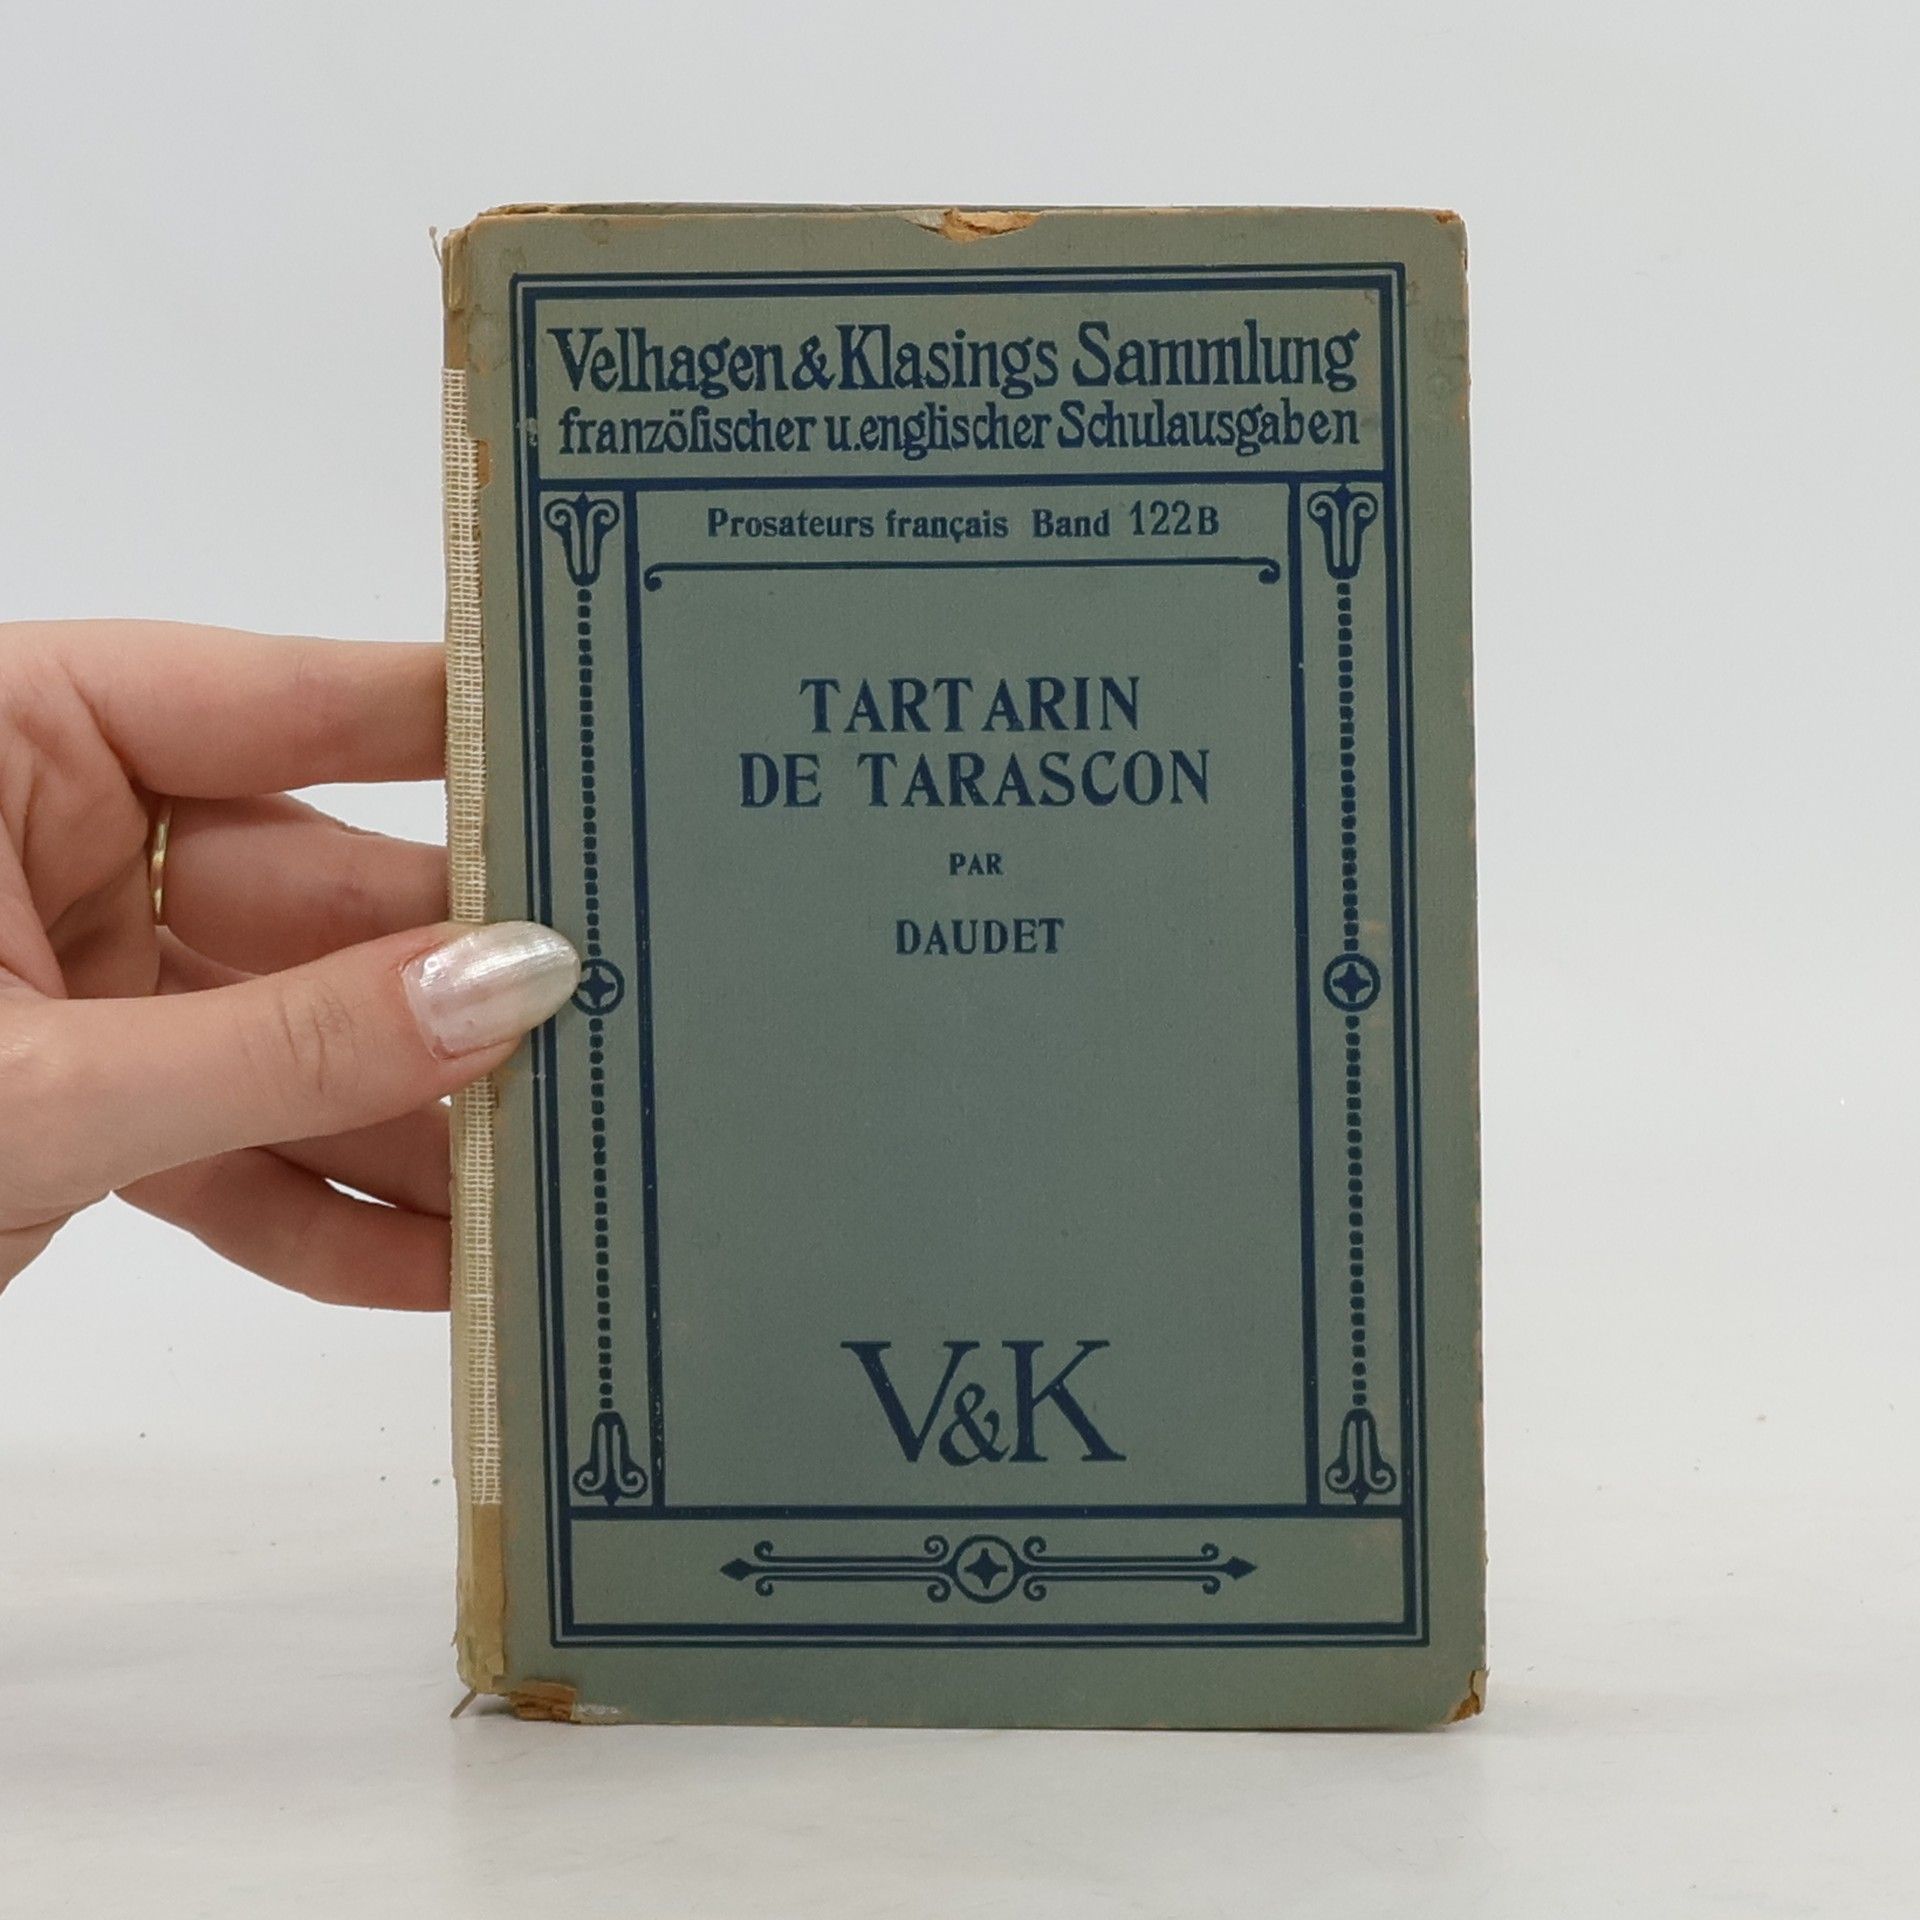 Velhagen & Klasings Sammlung
franzöſischer u. engliſcher Schulausgaben
Prosateurs français Band 122B
TARTARIN
DE TARASCON
PAR
DAUDET
V&K